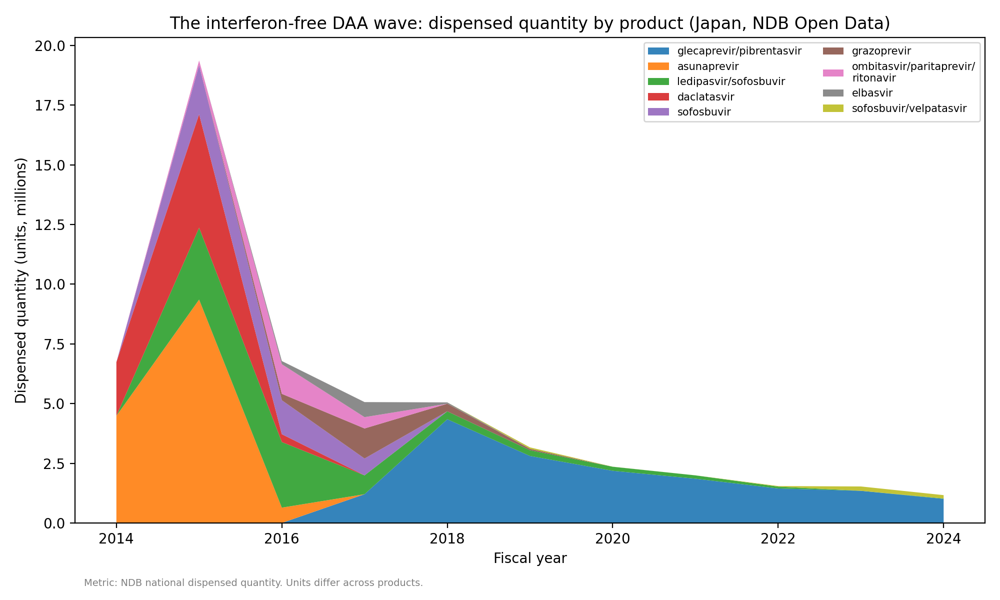 The interferon-free DAA wave: dispensed quantity by product (Japan, NDB Open Data)
Dispensed quantity (units, millions)
20.0
17.5
15.0
12.5
10.0
7.5
5.0
2.5
0.0
glecaprevir/pibrentasvir
asunaprevir
ledipasvir/sofosbuvir
daclatasvir
sofosbuvir
grazoprevir
ombitasvir/paritaprevir/
ritonavir
elbasvir
sofosbuvir/velpatasvir
2014
2016
2018
2020
2022
2024
Fiscal year
Metric: NDB national dispensed quantity. Units differ across products.